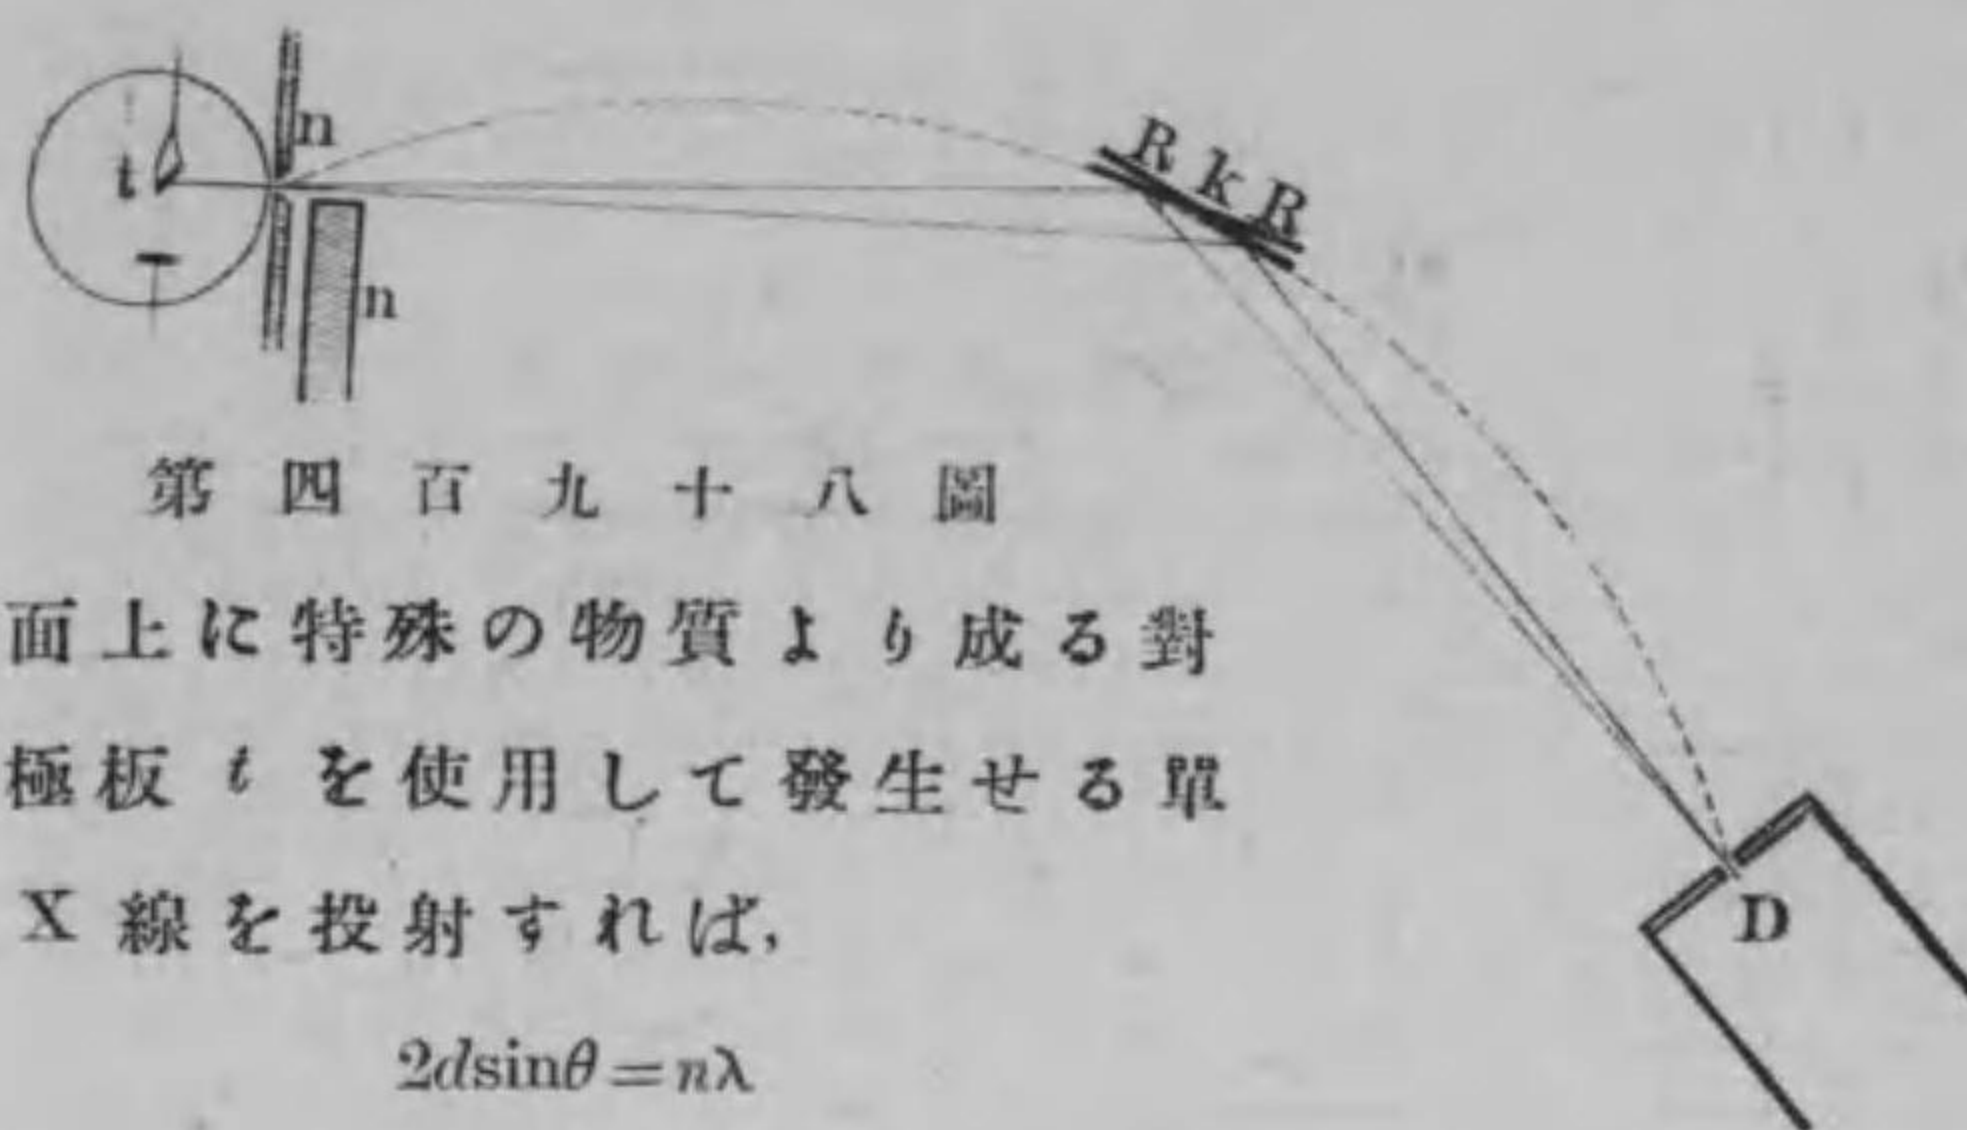 n
R k R
t
n
第四百九十八圖
面上に特殊の物質より成る對
極板 t を使用して發生せる單
X 線を投射すれば,
D
2dsinθ=nλ